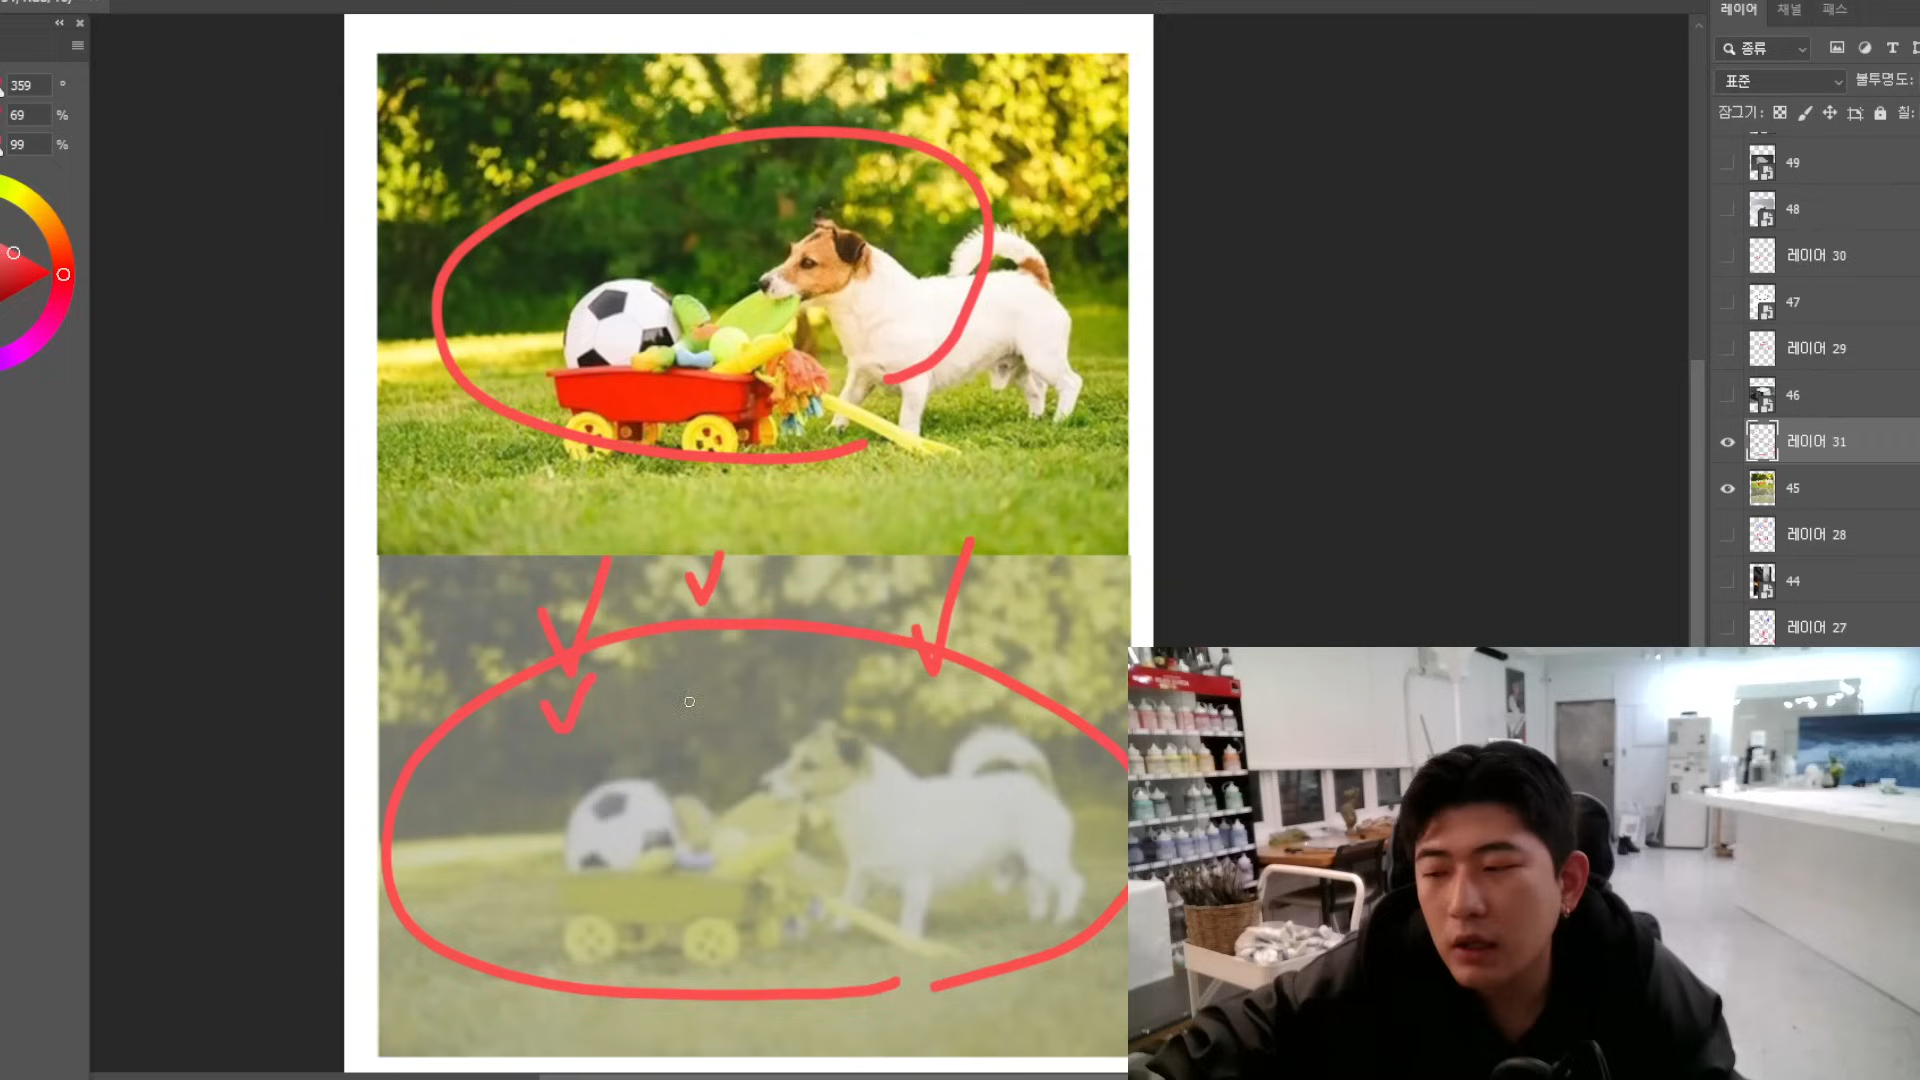 359 °
69 %
99 %
레이어 채널 패스
종류
표준 불투명도:
잠그기: 칠:
49
48
레이어 30
47
레이어 29
46
레이어 31
45
레이어 28
44
레이어 27